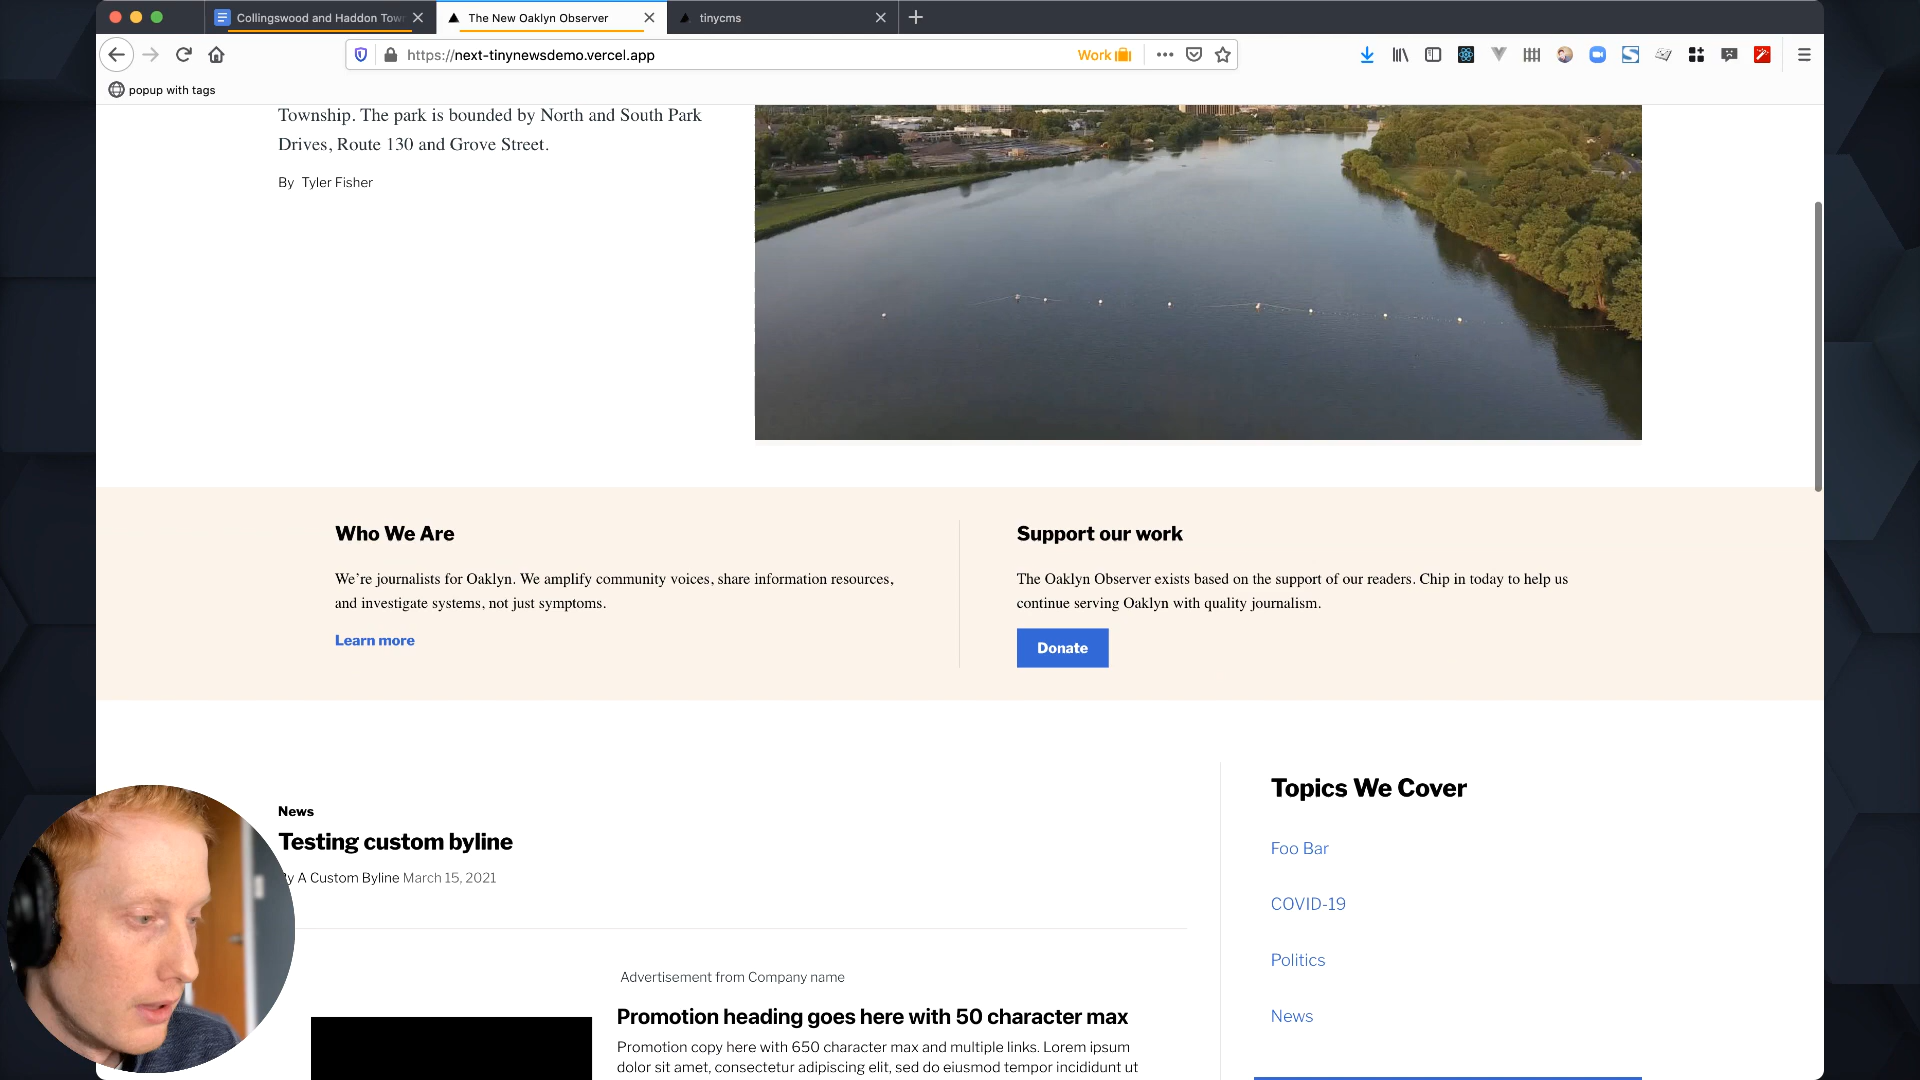 Collingswood and Haddon Tow
The New Oaklyn Observer
tinycms
https://next-tinynewsdemo.vercel.app
Work
popup with tags
Township. The park is bounded by North and South Park
Drives, Route 130 and Grove Street.
By Tyler Fisher
Who We Are
We’re journalists for Oaklyn. We amplify community voices, share information resources,
and investigate systems, not just symptoms.
Learn more
Support our work
The Oaklyn Observer exists based on the support of our readers. Chip in today to help us
continue serving Oaklyn with quality journalism.
Donate
News
Testing custom byline
By A Custom Byline March 15, 2021
Advertisement from Company name
Promotion heading goes here with 50 character max
Promotion copy here with 650 character max and multiple links. Lorem ipsum
dolor sit amet, consectetur adipiscing elit, sed do eiusmod tempor incididunt ut
Topics We Cover
Foo Bar
COVID-19
Politics
News